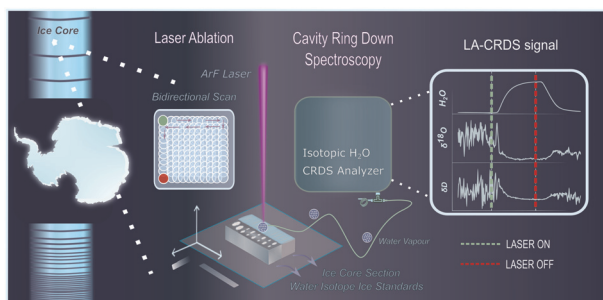 Ice Core
Laser Ablation
ArF Laser
Bidirectional Scan
Cavity Ring Down
Spectroscopy
Isotopic H₂O
CRDS Analyzer
Water Vapour
Ice Core Section
Water Isotope Ice Standards
LA-CRDS signal
H₂O
δ¹⁸O
δD
LASER ON
LASER OFF